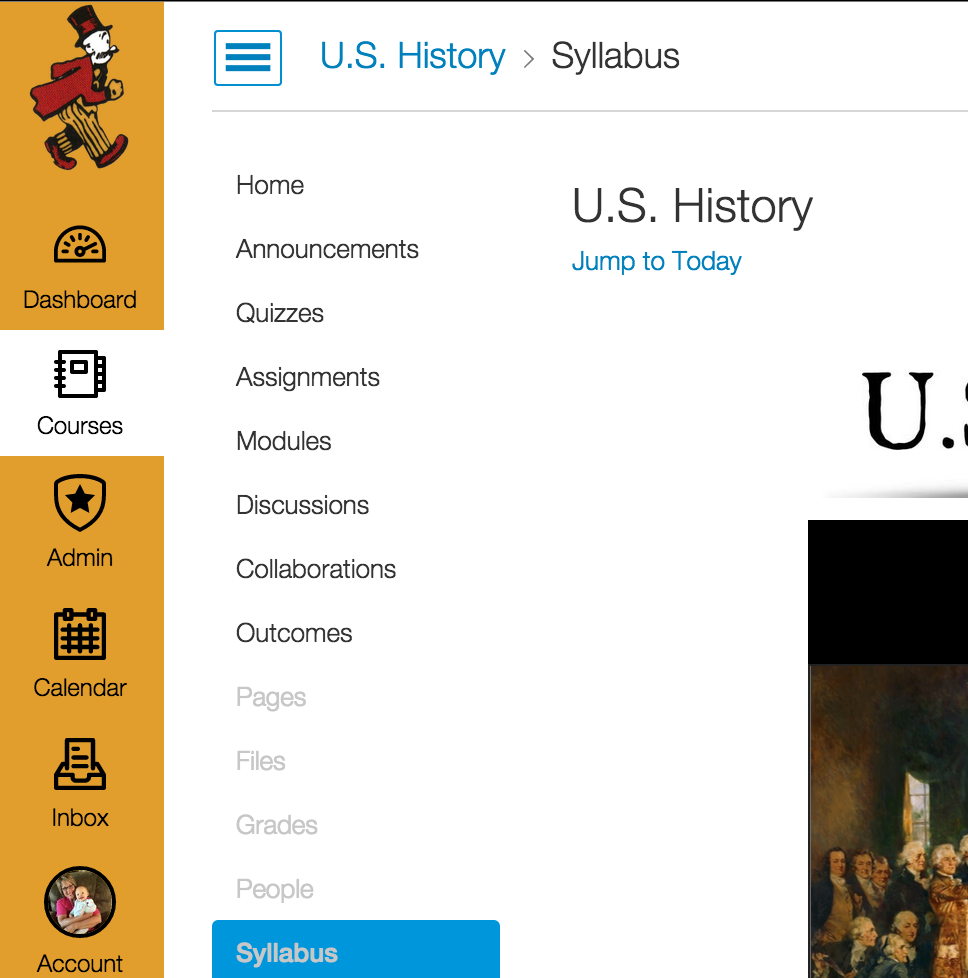 U.S. History > Syllabus
Dashboard
Courses
Admin
Calendar
Inbox
Account
Home
Announcements
Quizzes
Assignments
Modules
Discussions
Collaborations
Outcomes
Pages
Files
Grades
People
Syllabus
U.S. History
Jump to Today
U.S